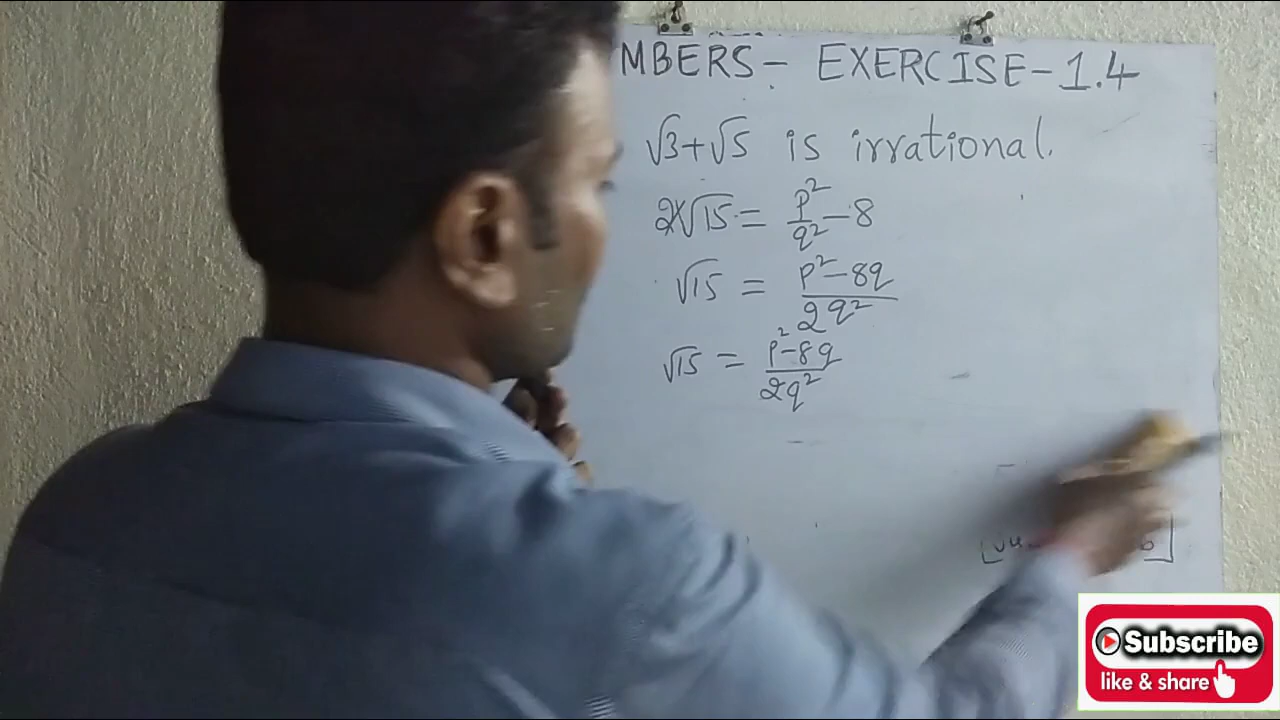 MBERS - EXERCISE - 1.4
√3+√5 is irrational.
2×√15 = p²/q² - 8
√15 = p²-8q/2q²
√15 = p²-8q/2q²
Subscribe
like & share